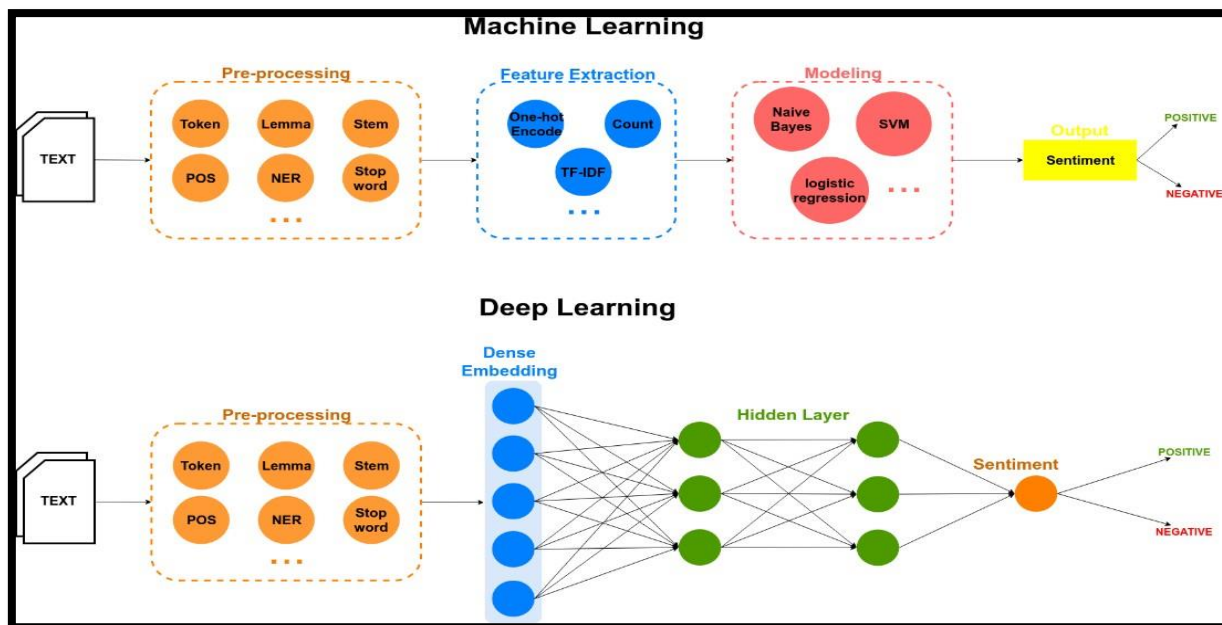 Machine Learning
Pre-processing
Feature Extraction
Modeling
TEXT
Token
Lemma
Stem
POS
NER
Stop
word
...
One-hot
Encode
Count
TF-IDF
...
Naive
Bayes
SVM
logistic
regression
...
Output
Sentiment
POSITIVE
NEGATIVE
Deep Learning
Dense
Embedding
Pre-processing
Hidden Layer
TEXT
Token
Lemma
Stem
POS
NER
Stop
word
...
Sentiment
POSITIVE
NEGATIVE